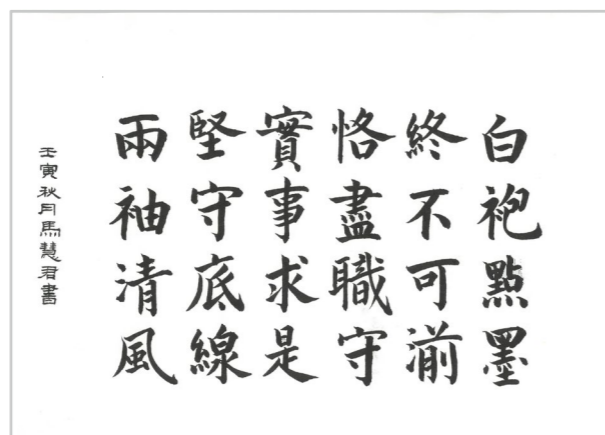 白袍點墨
終不可湔
恪盡職守
實事求是
堅守底線
兩袖清風
壬寅秋月馬慧君書